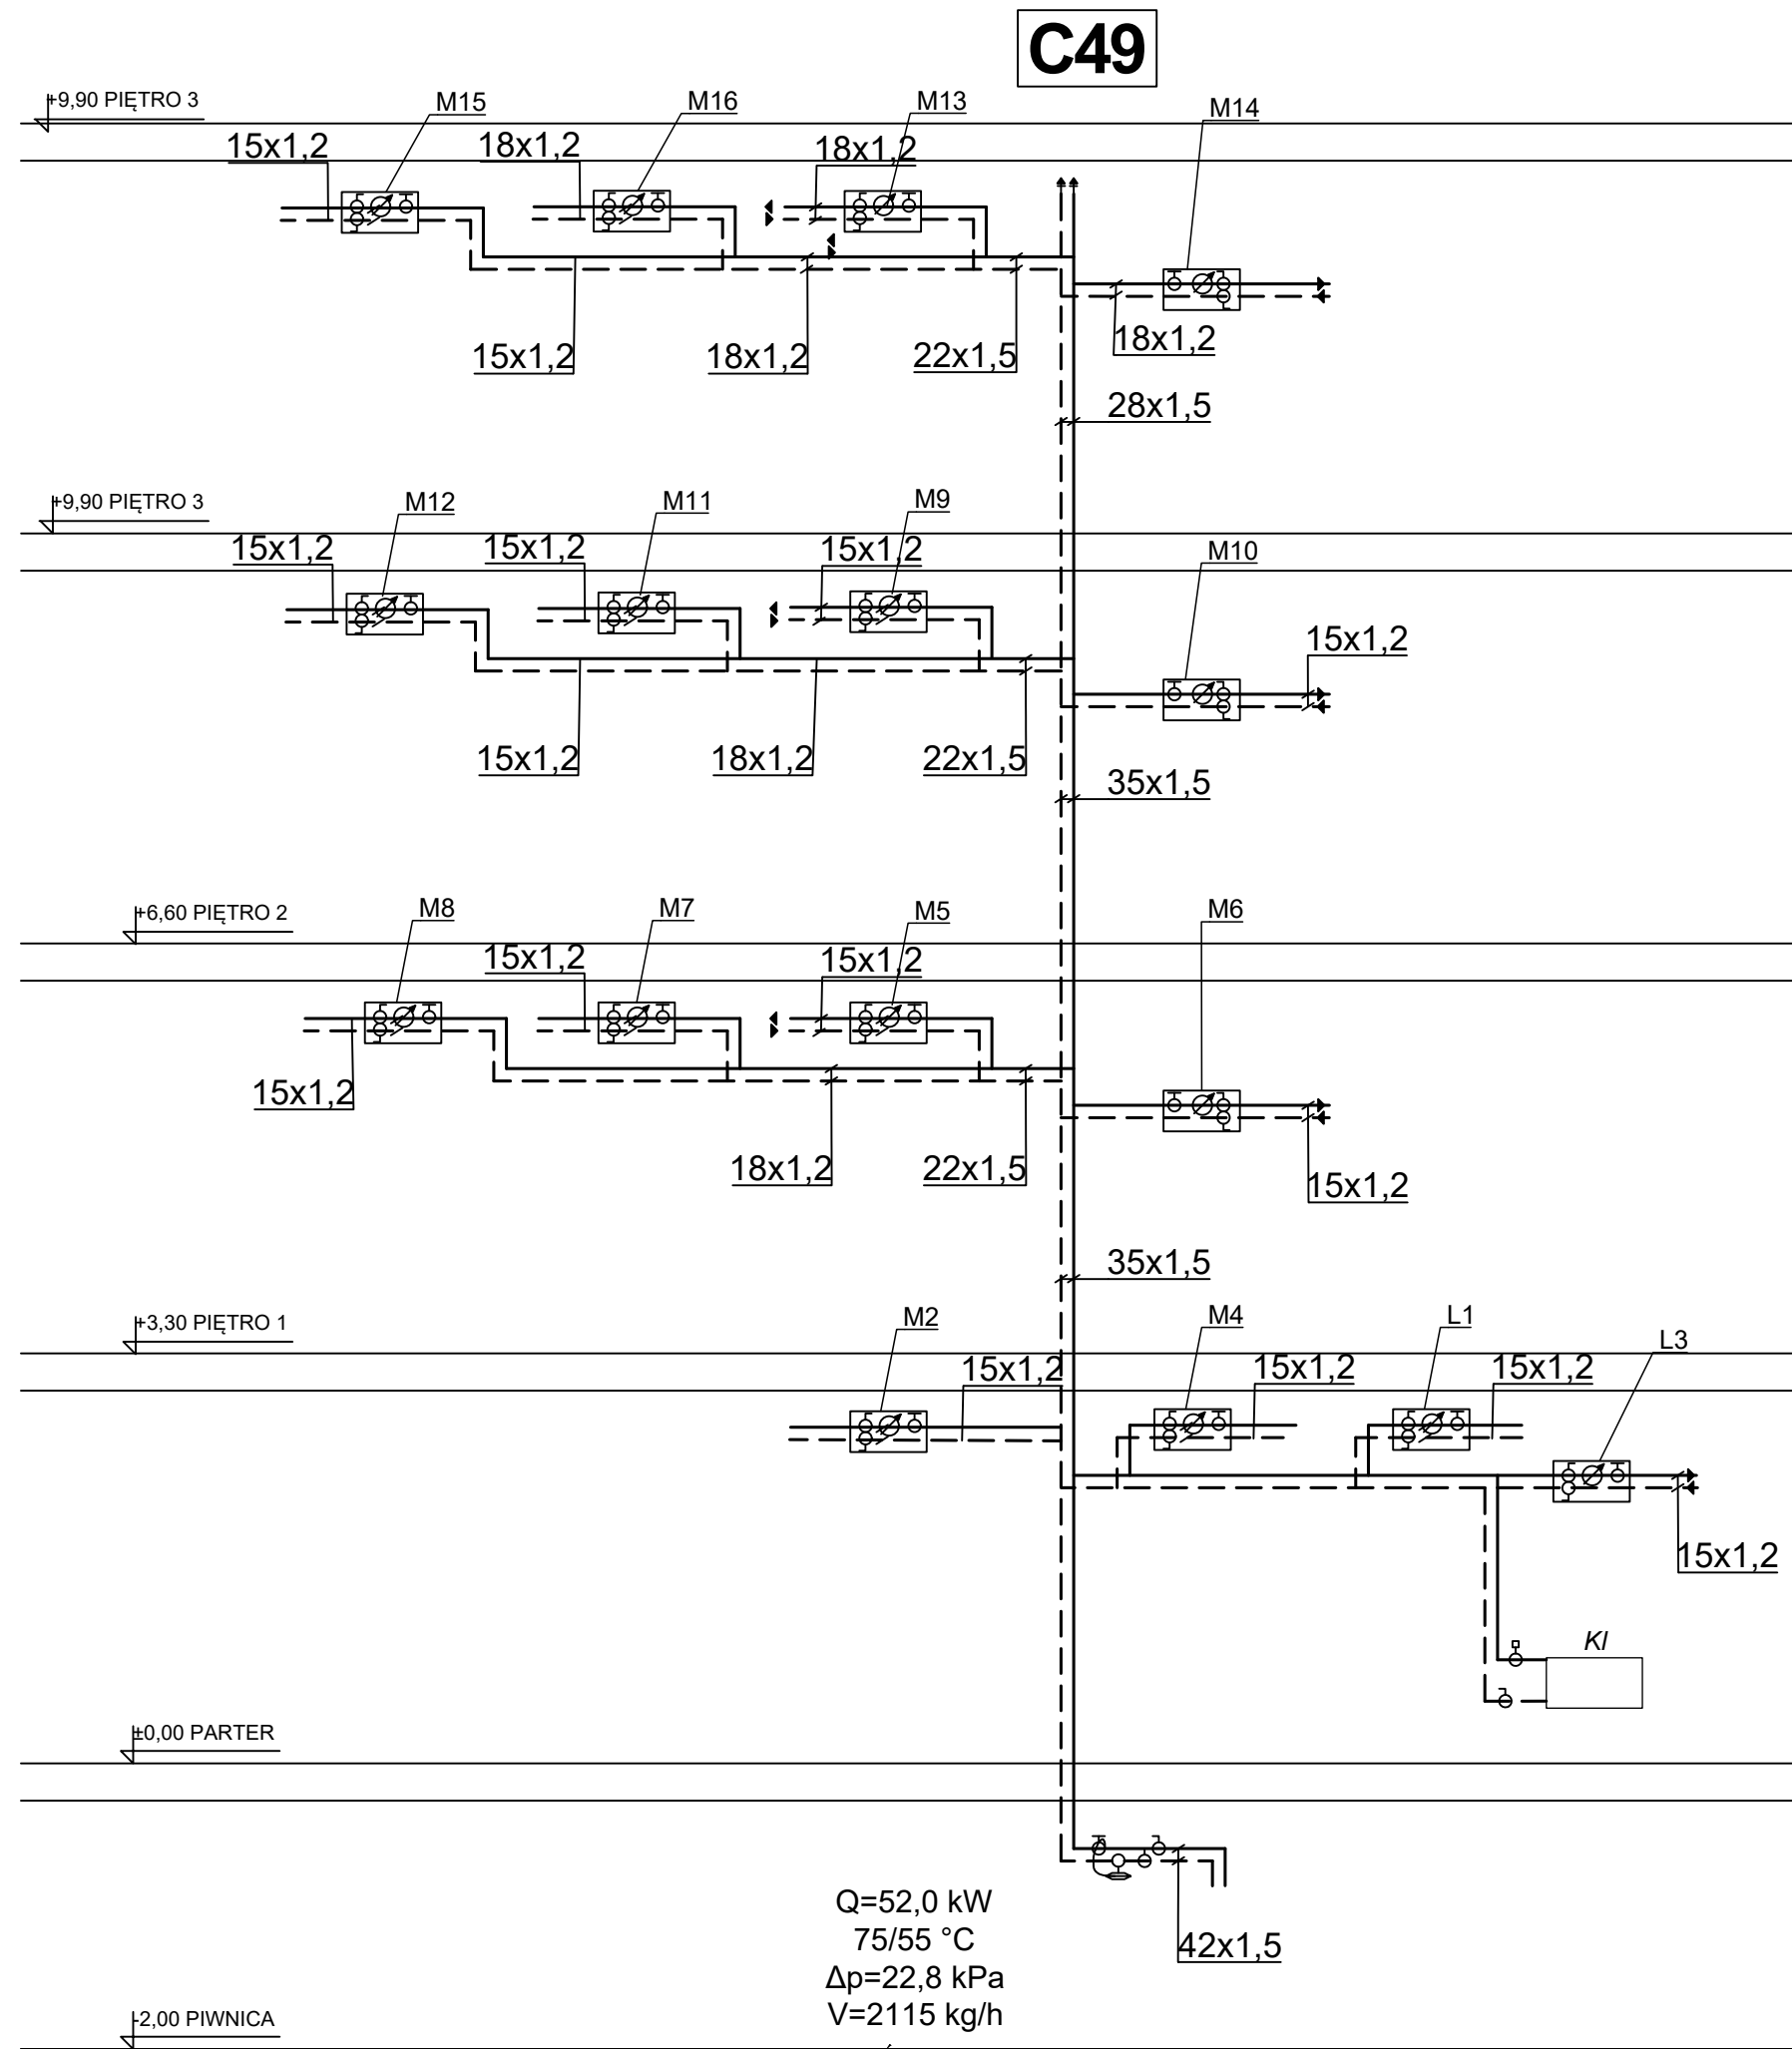 C49
+9,90 PIĘTRO 3
M15
M16
M13
M14
15x1,2
18x1,2
18x1,2
15x1,2
18x1,2
22x1,5
18x1,2
28x1,5
+9,90 PIĘTRO 3
M12
M11
M9
M10
15x1,2
15x1,2
15x1,2
15x1,2
15x1,2
18x1,2
22x1,5
35x1,5
+6,60 PIĘTRO 2
M8
M7
M5
M6
15x1,2
15x1,2
15x1,2
18x1,2
22x1,5
15x1,2
35x1,5
+3,30 PIĘTRO 1
M2
M4
L1
L3
15x1,2
15x1,2
15x1,2
15x1,2
±0,00 PARTER
Q=52,0 kW
75/55 °C
Δp=22,8 kPa
V=2115 kg/h
42x1,5
-2,00 PIWNICA